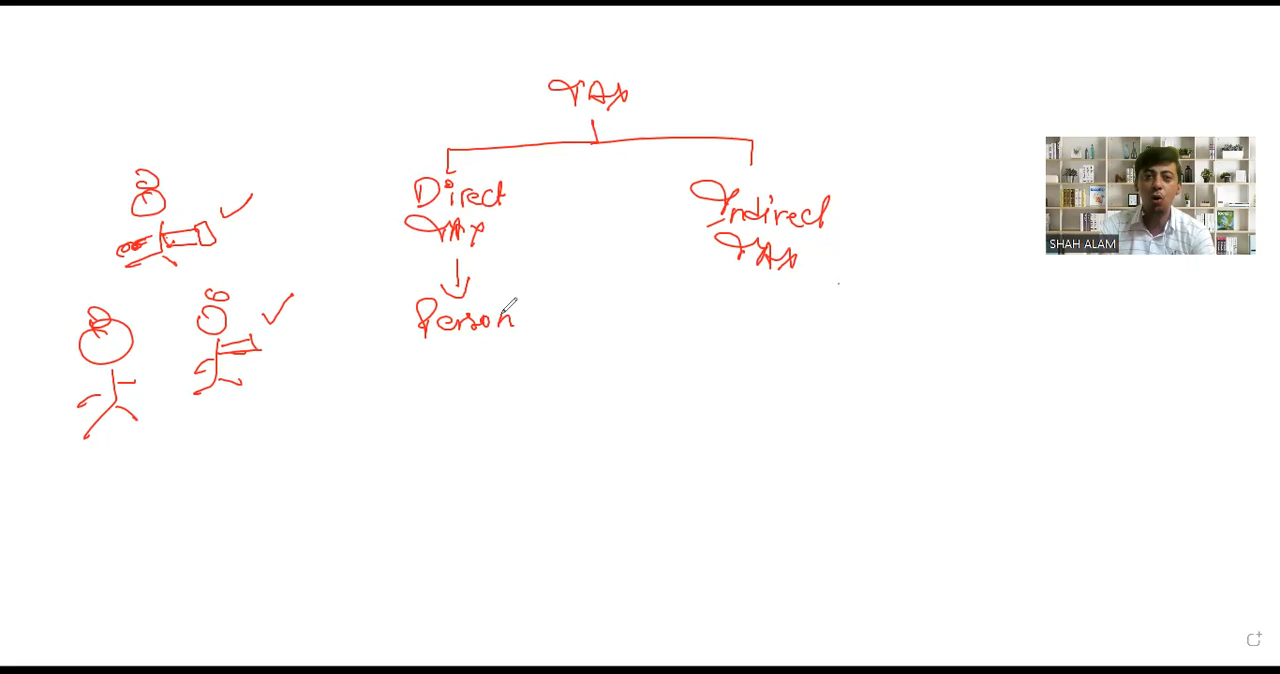 TAX
Direct
TAX
Indirect
TAX
Person
SHAH ALAM